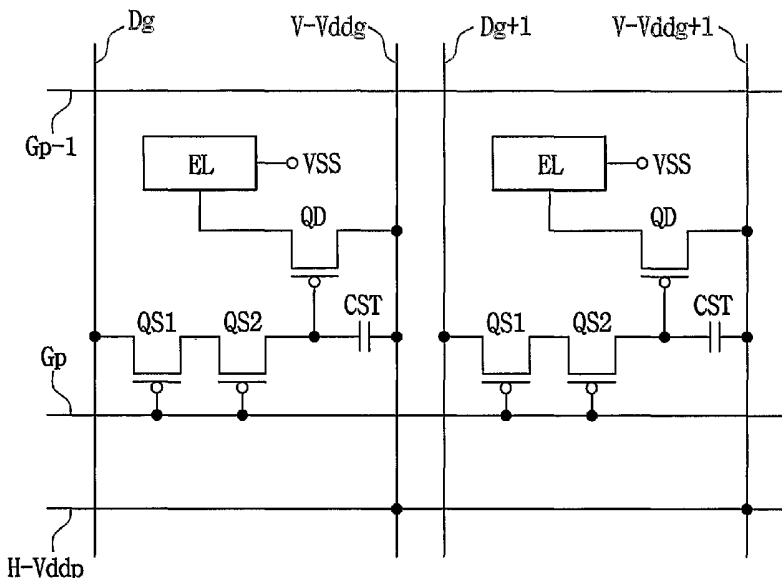 Dg
V-Vddg
Dg+1
V-Vddg+1
Gp-1
EL
VSS
EL
VSS
QD
QD
QS1
QS2
CST
QS1
QS2
CST
Gp
H-Vddp